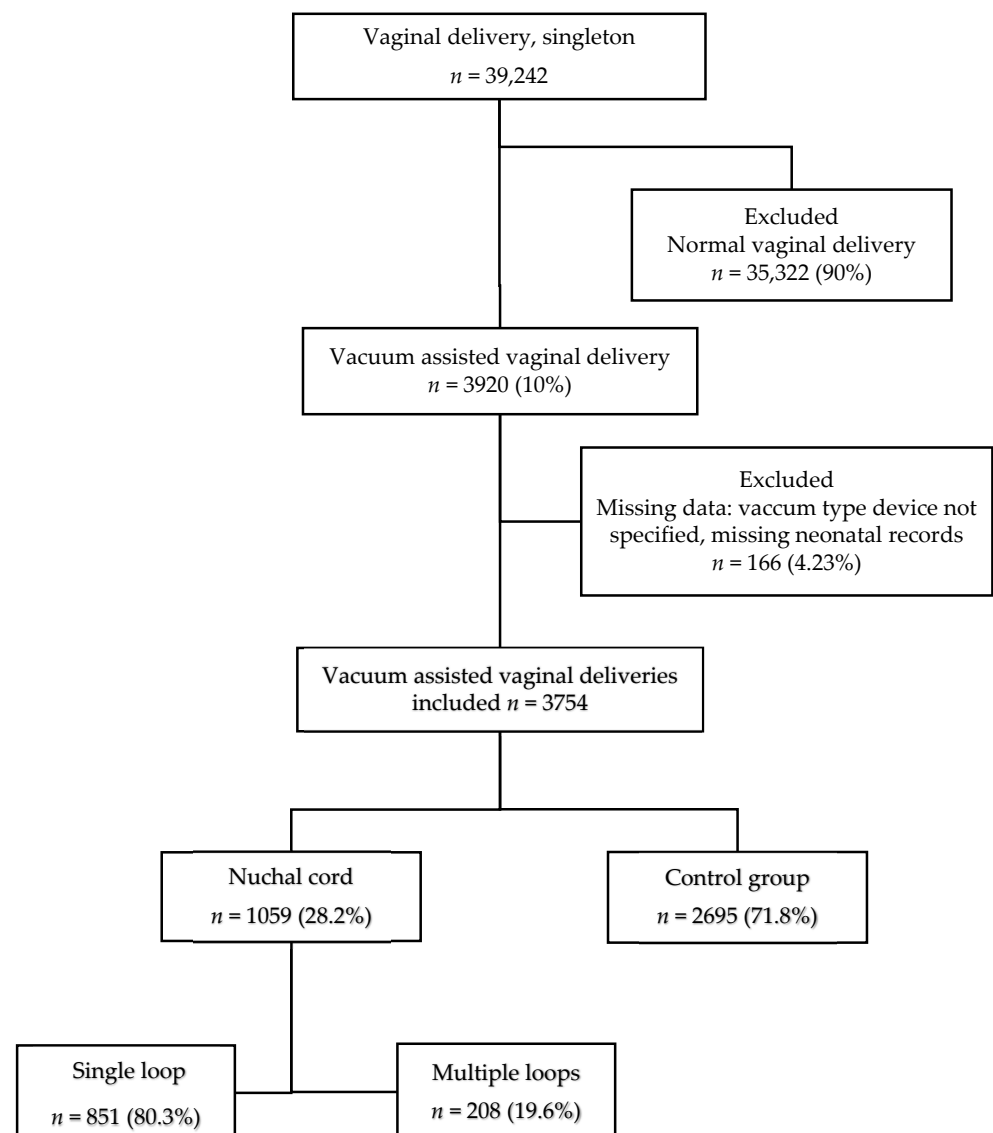 Vaginal delivery, singleton
n = 39,242
Excluded
Normal vaginal delivery
n = 35,322 (90%)
Vacuum assisted vaginal delivery
n = 3920 (10%)
Excluded
Missing data: vaccum type device not
specified, missing neonatal records
n = 166 (4.23%)
Vacuum assisted vaginal deliveries
included n = 3754
Nuchal cord
n = 1059 (28.2%)
Control group
n = 2695 (71.8%)
Single loop
n = 851 (80.3%)
Multiple loops
n = 208 (19.6%)